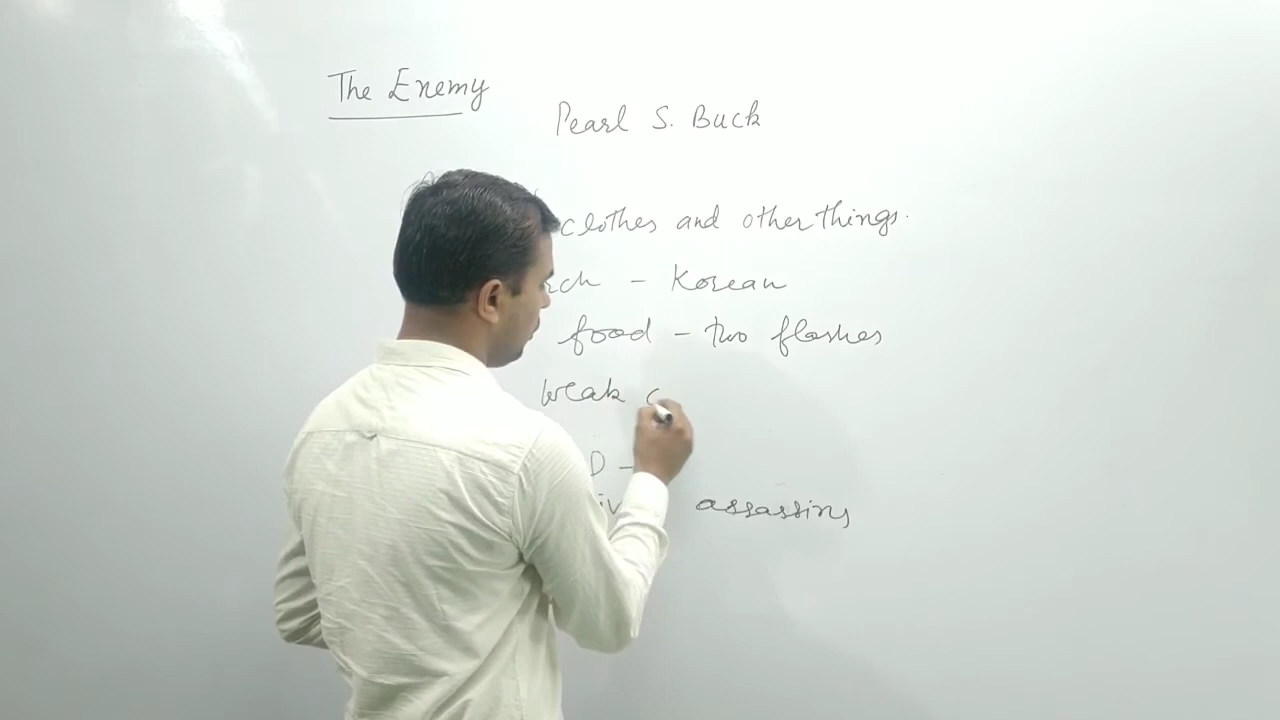 The Enemy
Pearl S. Buck
clothes and other things.
- Korean
food - two flashes
weak
D -
assassins